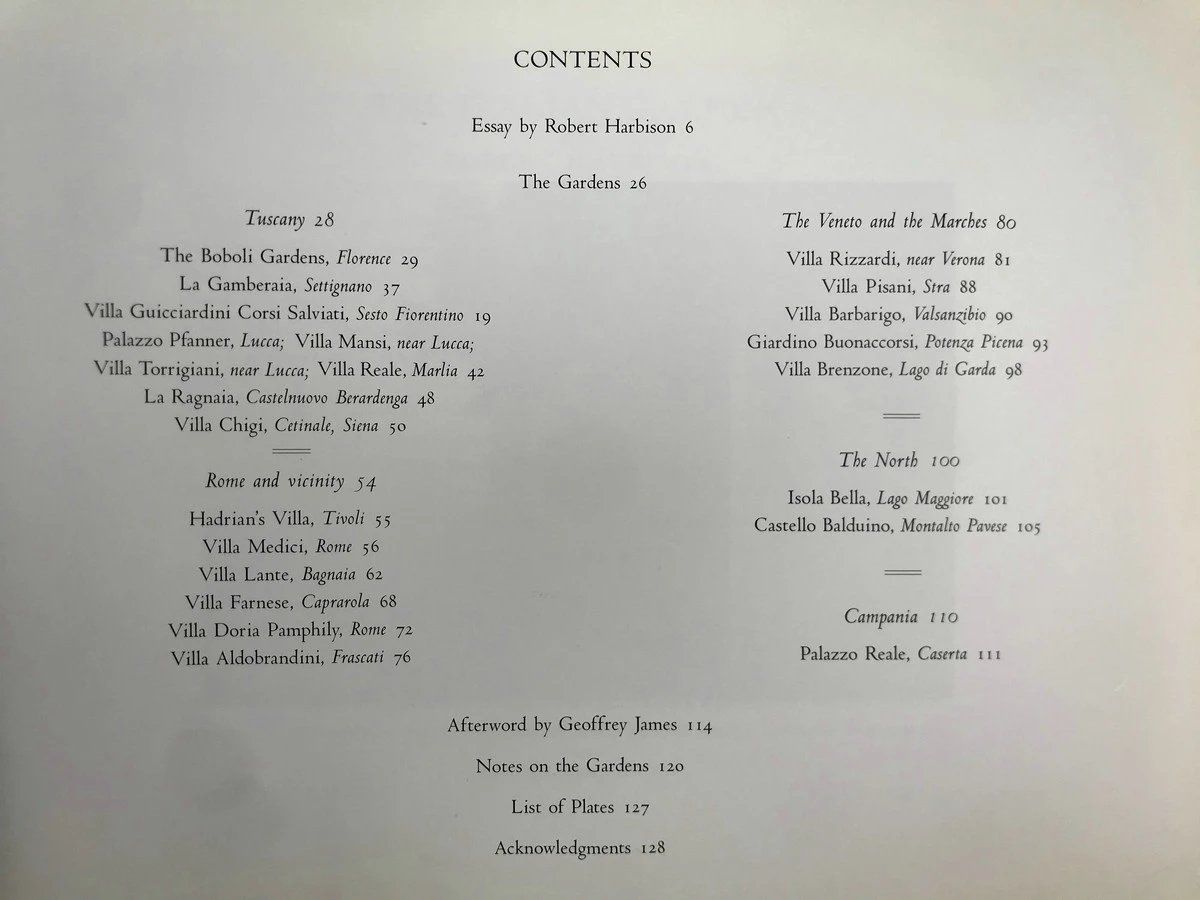 CONTENTS
Essay by Robert Harbison 6
The Gardens 26
Tuscany 28
The Boboli Gardens, Florence 29
La Gamberaia, Settignano 37
Villa Guicciardini Corsi Salviati, Sesto Fiorentino 19
Palazzo Pfanner, Lucca; Villa Mansi, near Lucca;
Villa Torrigiani, near Lucca; Villa Reale, Marlia 42
La Ragnaia, Castelnuovo Berardenga 48
Villa Chigi, Cetinale, Siena 50
Rome and vicinity 54
Hadrian's Villa, Tivoli 55
Villa Medici, Rome 56
Villa Lante, Bagnaia 62
Villa Farnese, Caprarola 68
Villa Doria Pamphily, Rome 72
Villa Aldobrandini, Frascati 76
The Veneto and the Marches 80
Villa Rizzardi, near Verona 81
Villa Pisani, Stra 88
Villa Barbarigo, Valsanzibio 90
Giardino Buonaccorsi, Potenza Picena 93
Villa Brenzone, Lago di Garda 98
The North 100
Isola Bella, Lago Maggiore 101
Castello Balduino, Montalto Pavese 105
Campania 110
Palazzo Reale, Caserta 111
Afterword by Geoffrey James 114
Notes on the Gardens 120
List of Plates 127
Acknowledgments 128